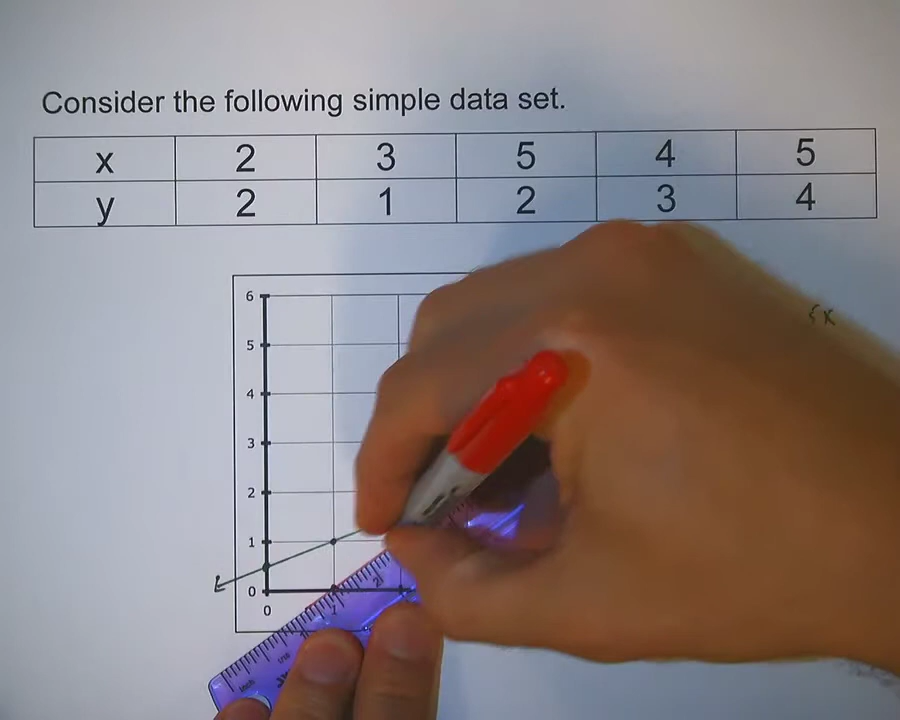 Consider the following simple data set.
x 2 3 5 4 5
y 2 1 2 3 4
{x
6
5
4
3
2
1
0
0